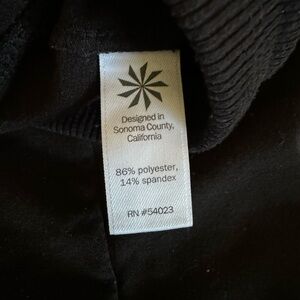 Designed in
Sonoma County,
California
86% polyester,
14% spandex
RN #54023